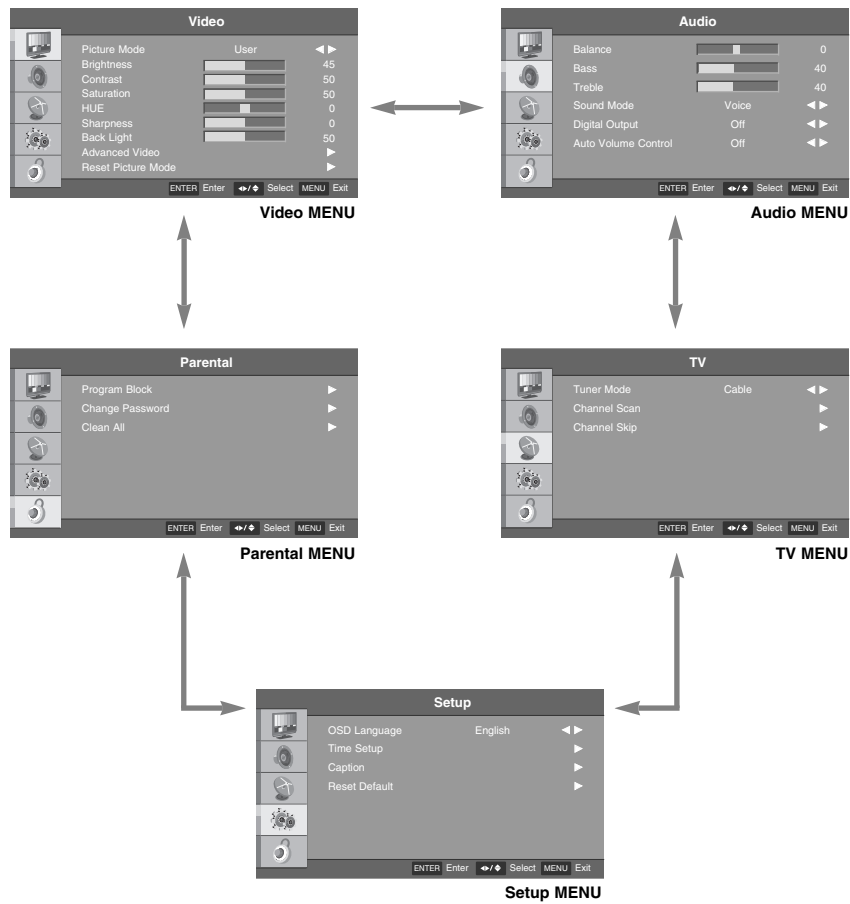 Video
Picture Mode User ◀ ▶
Brightness 45
Contrast 50
Saturation 50
HUE 0
Sharpness 0
Back Light 50
Advanced Video ▶
Reset Picture Mode ▶
ENTER Enter ◂▸/♦ Select MENU Exit
Video MENU
Audio
Balance 0
Bass 40
Treble 40
Sound Mode Voice ◀ ▶
Digital Output Off ◀ ▶
Auto Volume Control Off ◀ ▶
ENTER Enter ◂▸/♦ Select MENU Exit
Audio MENU
Parental
Program Block ▶
Change Password ▶
Clean All ▶
ENTER Enter ◂▸/♦ Select MENU Exit
Parental MENU
TV
Tuner Mode Cable ◀ ▶
Channel Scan ▶
Channel Skip ▶
ENTER Enter ◂▸/♦ Select MENU Exit
TV MENU
Setup
OSD Language English ◀ ▶
Time Setup ▶
Caption ▶
Reset Default ▶
ENTER Enter ◂▸/♦ Select MENU Exit
Setup MENU